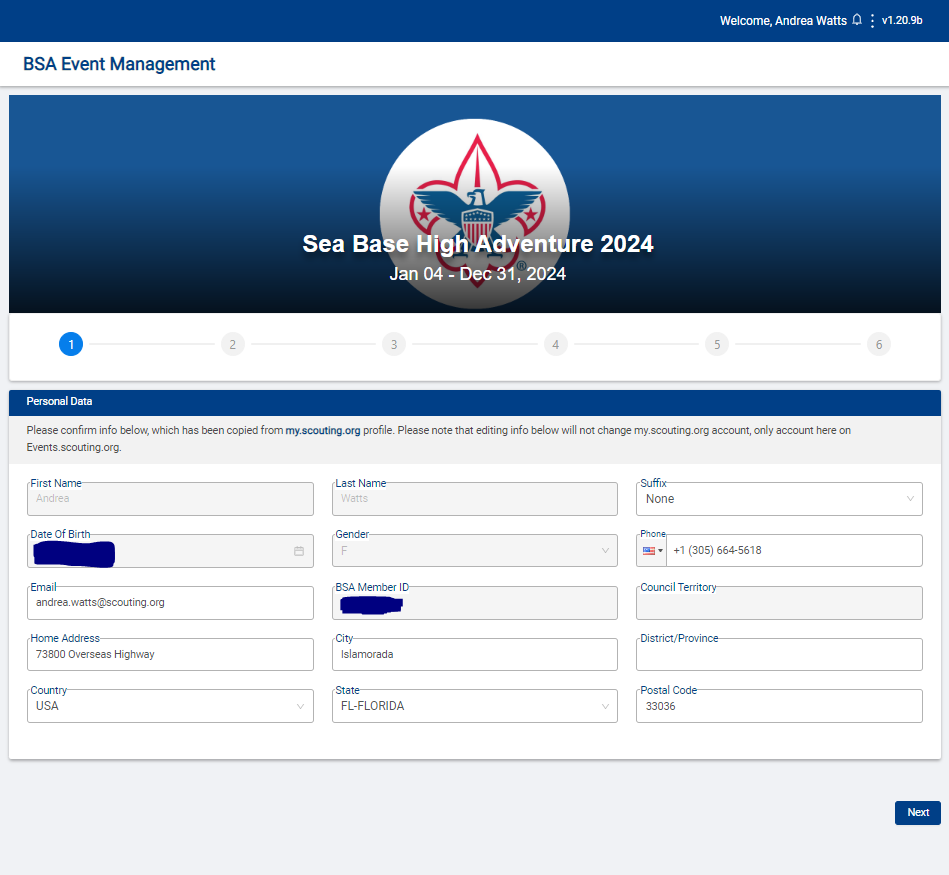 Welcome, Andrea Watts v1.20.9b
BSA Event Management
Sea Base High Adventure 2024
®
Jan 04 - Dec 31, 2024
1 2 3 4 5 6
Personal Data
Please confirm info below, which has been copied from my.scouting.org profile. Please note that editing info below will not change my.scouting.org account, only account here on
Events.scouting.org.
First Name Last Name Suffix
Andrea Watts None
Date Of Birth Gender Phone
F +1 (305) 664-5618
Email BSA Member ID Council Territory
andrea.watts@scouting.org
Home Address City District/Province
73800 Overseas Highway Islamorada
Country State Postal Code
USA FL-FLORIDA 33036
Next